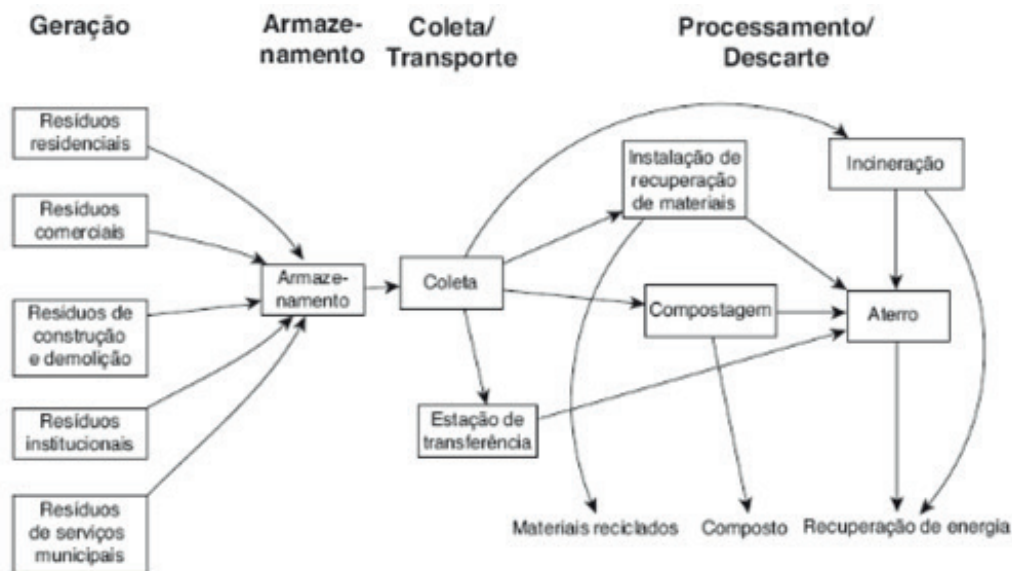 Geração
Armaze-
namento
Coleta/
Transporte
Processamento/
Descarte
Resíduos
residenciais
Resíduos
comerciais
Resíduos de
construção
e demolição
Resíduos
institucionais
Resíduos
de serviços
municipais
Armaze-
namento
Coleta
Estação de
transferência
Instalação de
recuperação
de materiais
Compostagem
Incineração
Aterro
Materiais reciclados
Composto
Recuperação de energia